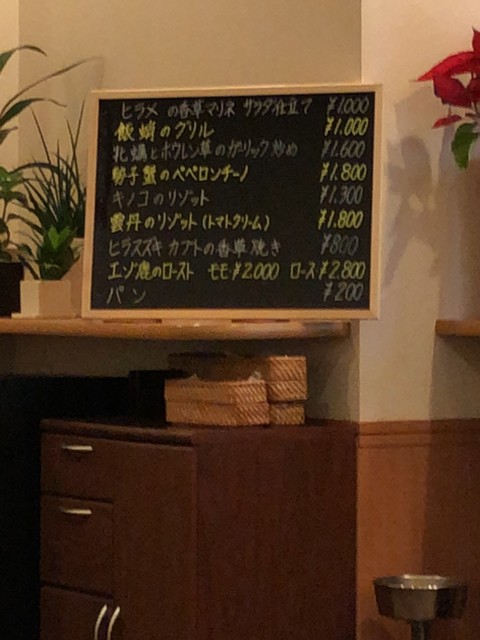 ヒラメ の香草マリネ サラダ仕立て ¥1.000
飯蛸のグリル ¥1.000
牡蠣とホウレン草のガーリック炒め ¥1.600
勢子蟹のペペロンチーノ ¥1.800
キノコのリゾット ¥1.300
雲丹のリゾット(トマトクリーム) ¥1.800
ヒラスズキ カブトの香草焼き ¥800
エゾ鹿のロースト モモ¥2.000 ロース¥2.800
パン ¥200